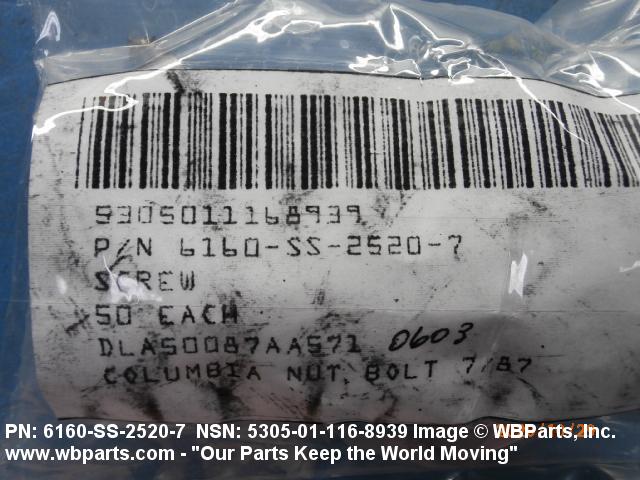 5305011168939
P/N 6160-SS-2520-7
SCREW
50 EACH
DLA50087AA571 0603
COLUMBIA NUT BOLT 7/87
PN: 6160-SS-2520-7 NSN: 5305-01-116-8939 Image © WBParts, Inc.
www.wbparts.com - "Our Parts Keep the World Moving"